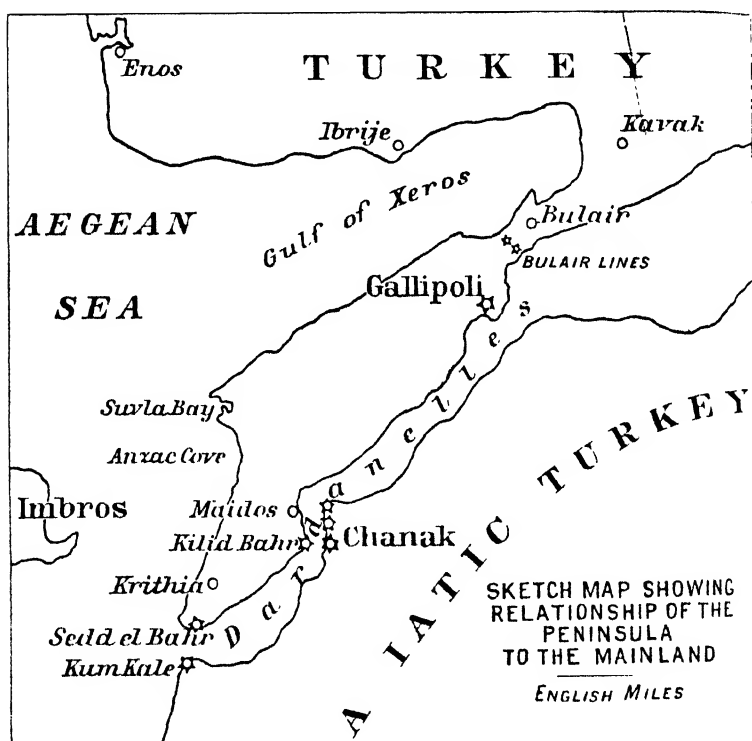 Enos
TURKEY
Ibrije
Kavak
Gulf of Xeros
AEGEAN
SEA
Bulair
BULAIR LINES
Gallipoli
Dardanelles
Suvla Bay
Anzac Cove
Imbros
Maidos
Kilid Bahr
Chanak
Krithia
Sedd el Bahr
Kum Kale
A IATIC TURKEY
SKETCH MAP SHOWING
RELATIONSHIP OF THE
PENINSULA
TO THE MAINLAND
ENGLISH MILES